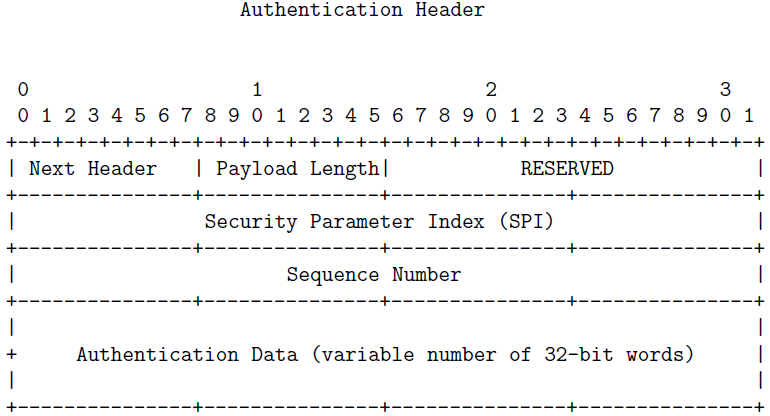 Authentication Header
0                   1                   2                   3
0 1 2 3 4 5 6 7 8 9 0 1 2 3 4 5 6 7 8 9 0 1 2 3 4 5 6 7 8 9 0 1
+-+-+-+-+-+-+-+-+-+-+-+-+-+-+-+-+-+-+-+-+-+-+-+-+-+-+-+-+-+-+-+-+
| Next Header   | Payload Length|           RESERVED            |
+---------------+---------------+---------------+---------------+
|                Security Parameter Index (SPI)                 |
+---------------+---------------+---------------+---------------+
|                       Sequence Number                         |
+---------------+---------------+---------------+---------------+
|                                                               |
+     Authentication Data (variable number of 32-bit words)     |
|                                                               |
+---------------+---------------+---------------+---------------+